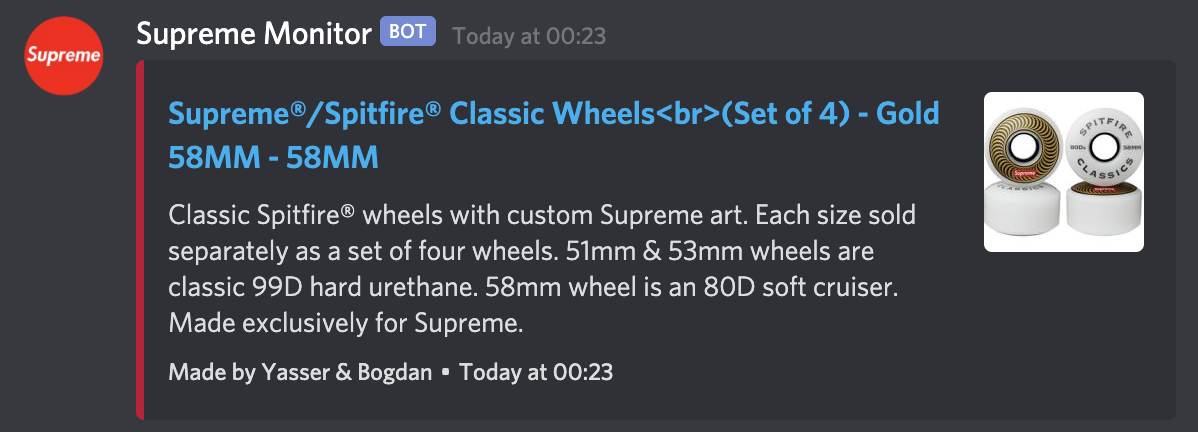 Supreme
Supreme Monitor BOT Today at 00:23
Supreme®/Spitfire® Classic Wheels<br>(Set of 4) - Gold
58MM - 58MM
Classic Spitfire® wheels with custom Supreme art. Each size sold
separately as a set of four wheels. 51mm & 53mm wheels are
classic 99D hard urethane. 58mm wheel is an 80D soft cruiser.
Made exclusively for Supreme.
Made by Yasser & Bogdan • Today at 00:23
SPITFIRE
80Ds 58MM
CLASSICS
Supreme
CLASSICS